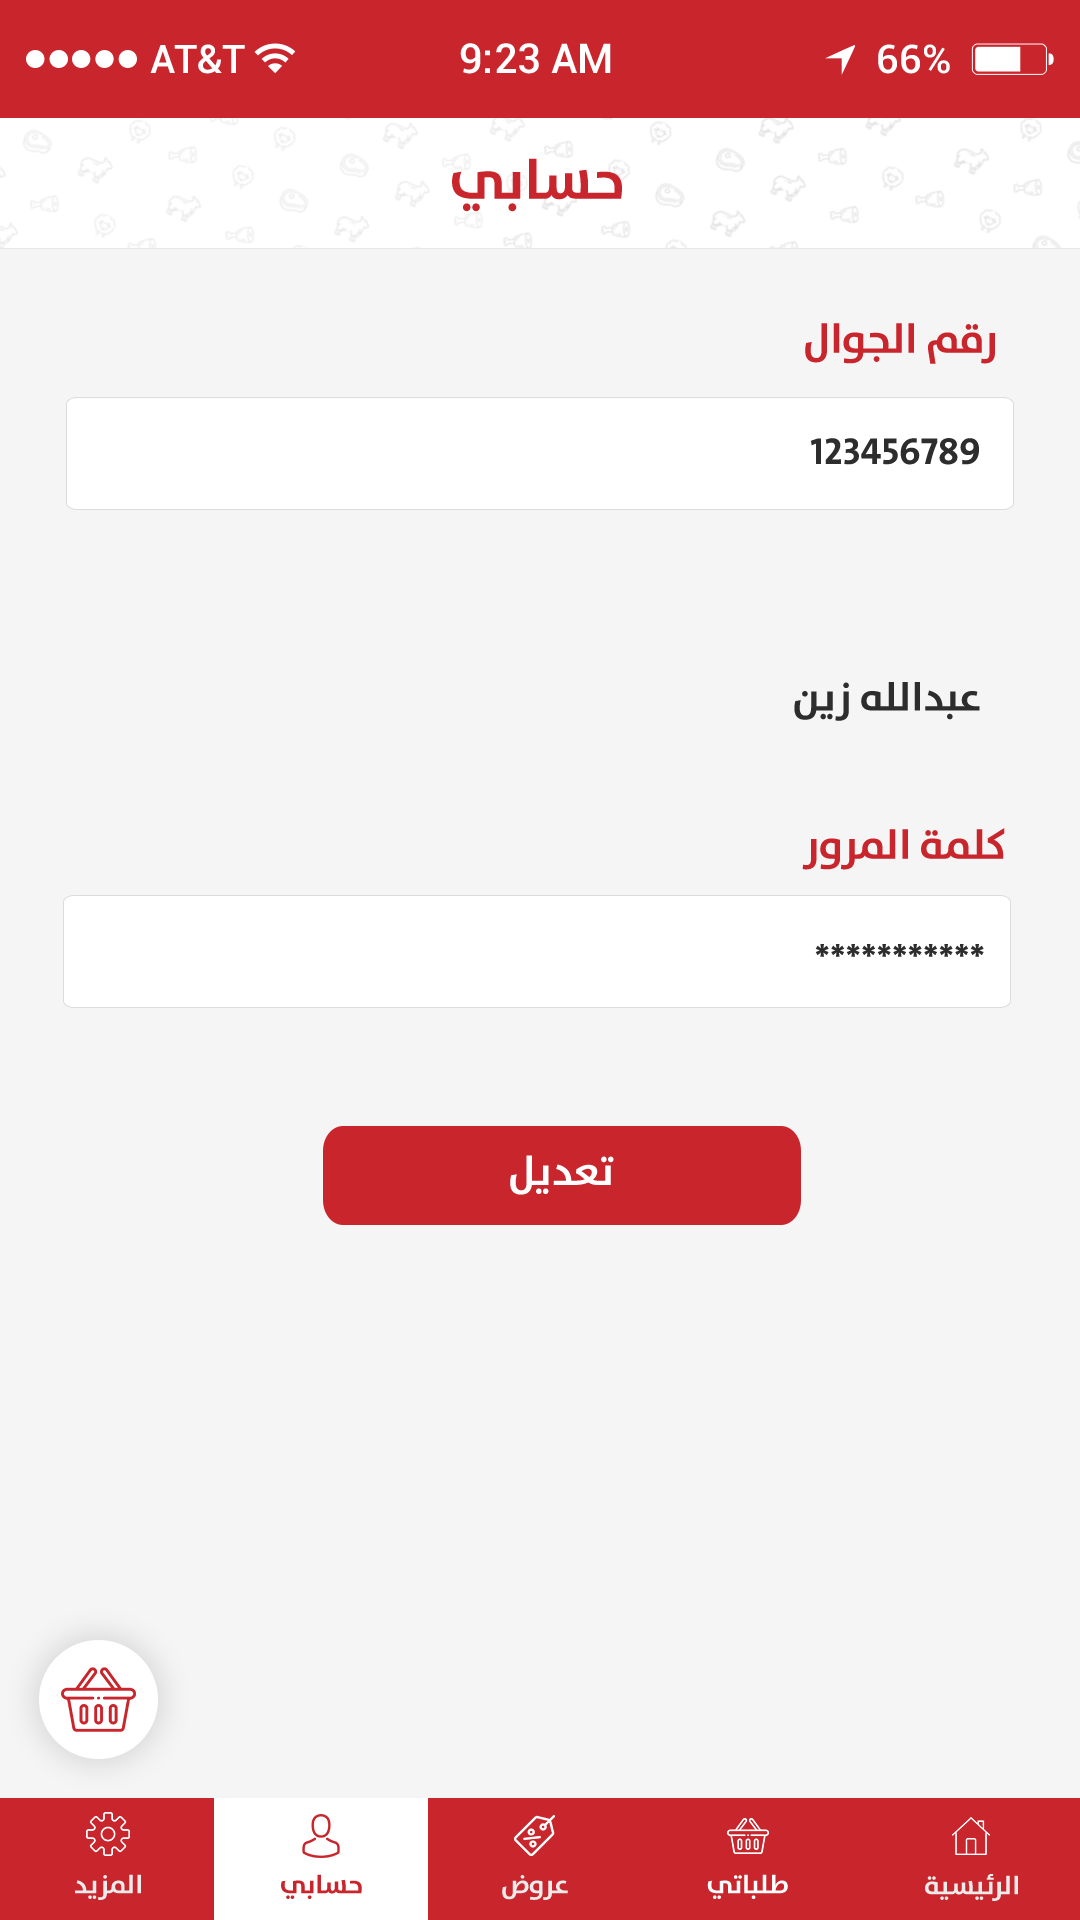 AT&T 9:23 AM 66%
حسابي
رقم الجوال
123456789
عبدالله زين
كلمة المرور
***********
تعديل
الرئيسية
طلباتي
عروض
حسابي
المزيد